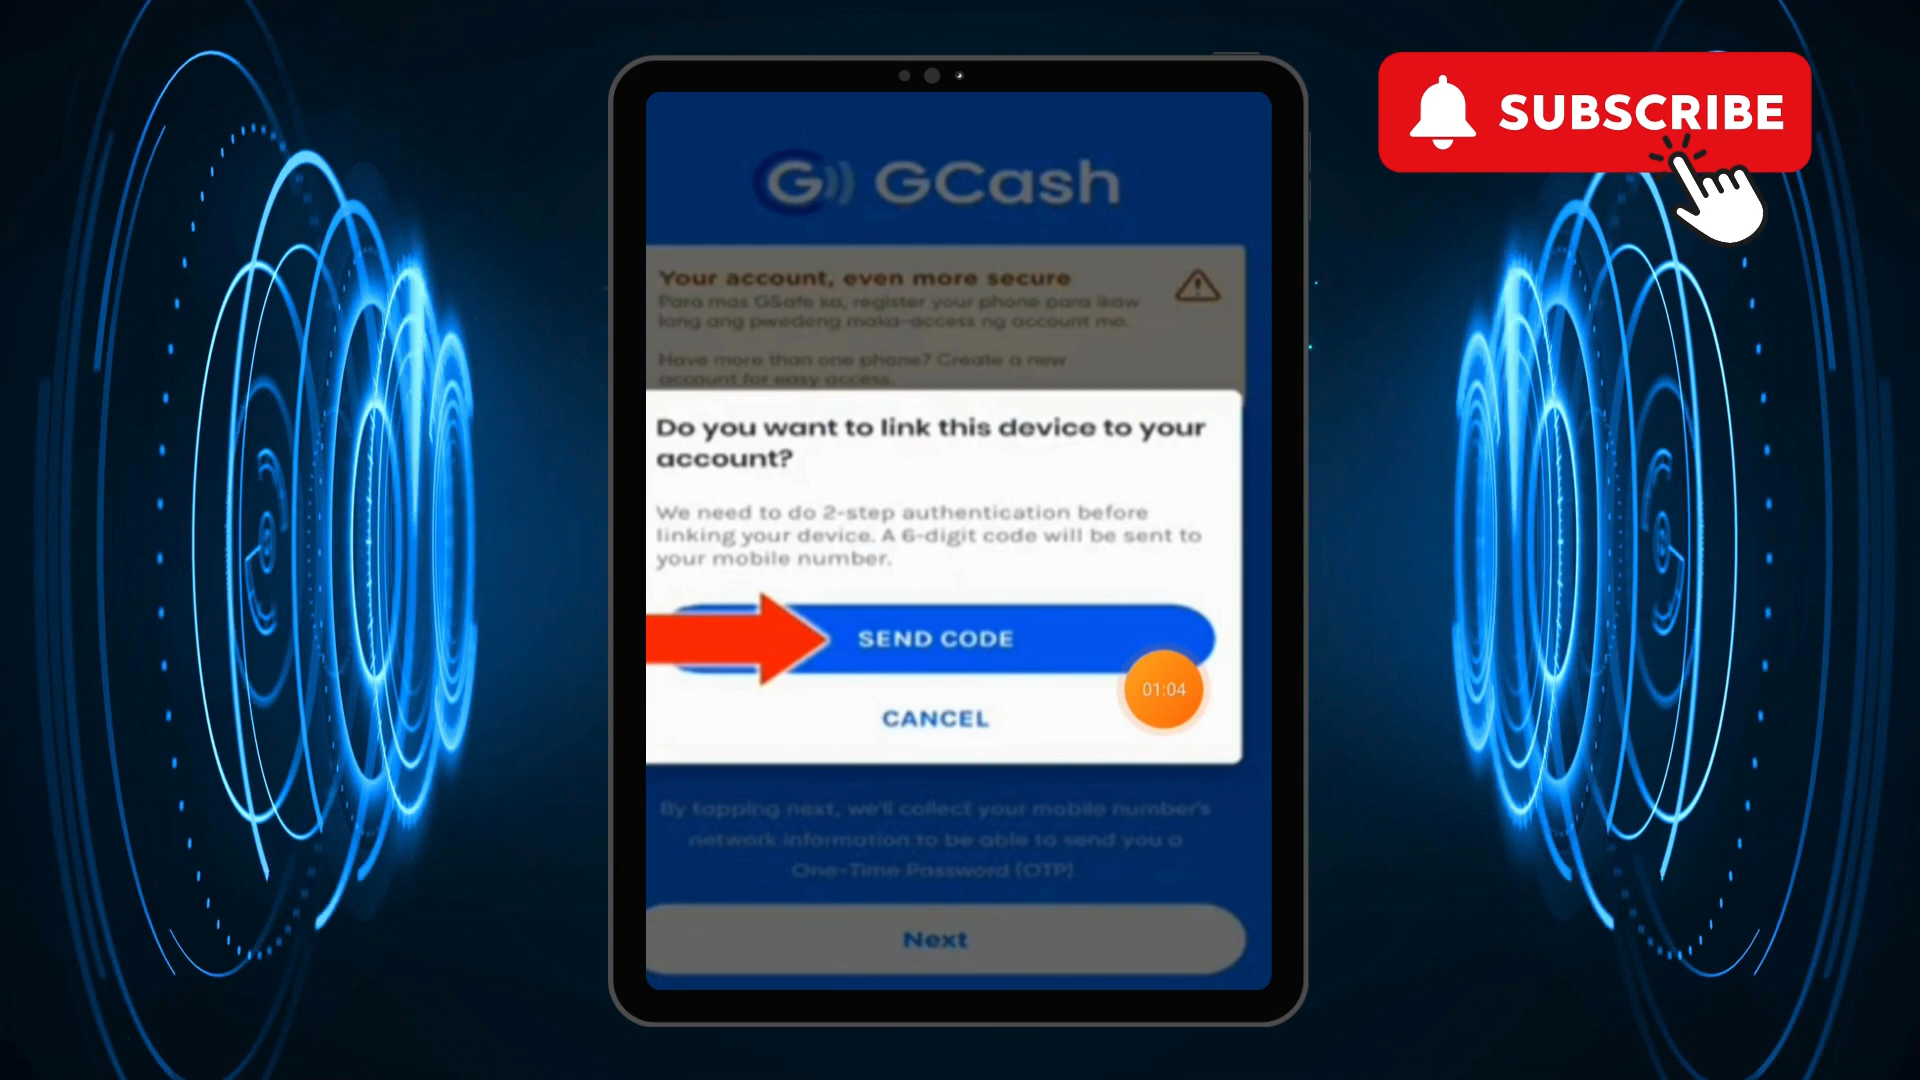 SUBSCRIBE
G GCash
Your account, even more secure
Para mas GSafe ka, register your phone para ikaw
lang ang pwedeng maka-access ng account mo.
Have more than one phone? Create a new
account for easy access.
Do you want to link this device to your
account?
We need to do 2-step authentication before
linking your device. A 6-digit code will be sent to
your mobile number.
SEND CODE
01:04
CANCEL
By tapping next, we'll collect your mobile number's
network information to be able to send you a
One-Time Password (OTP)
Next